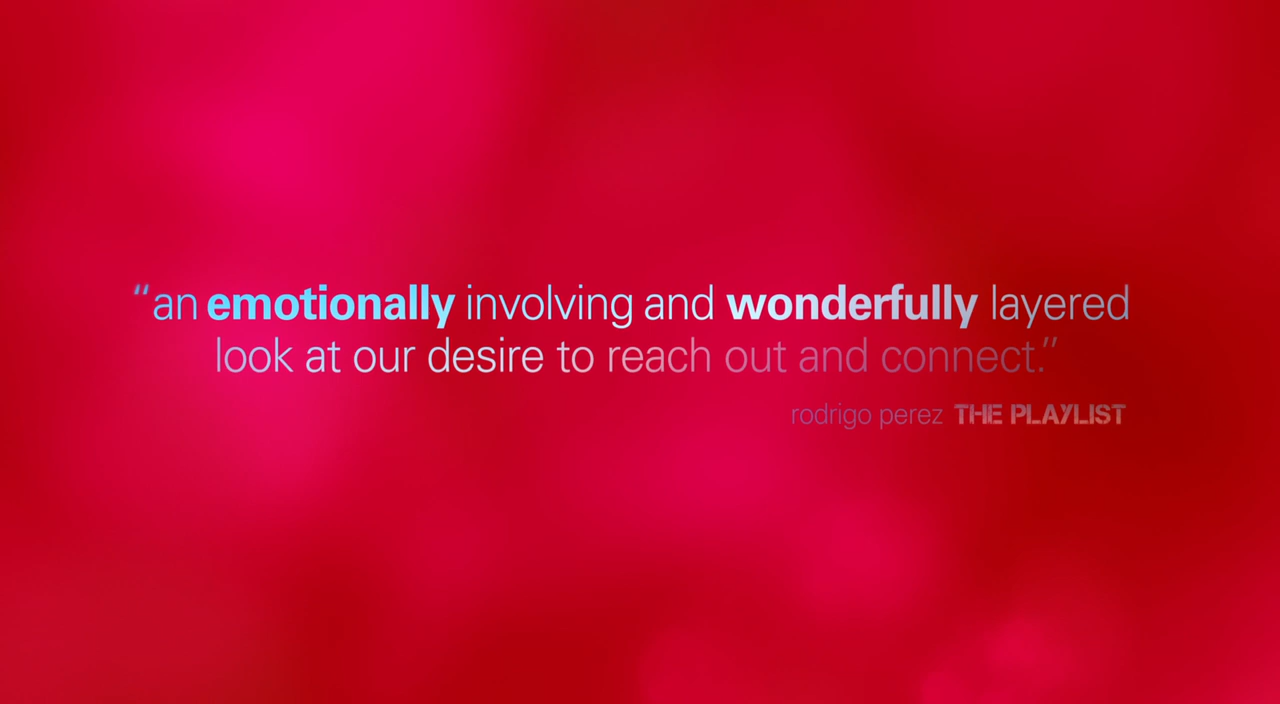 “an emotionally involving and wonderfully layered
look at our desire to reach out and connect.”
rodrigo perez THE PLAYLIST